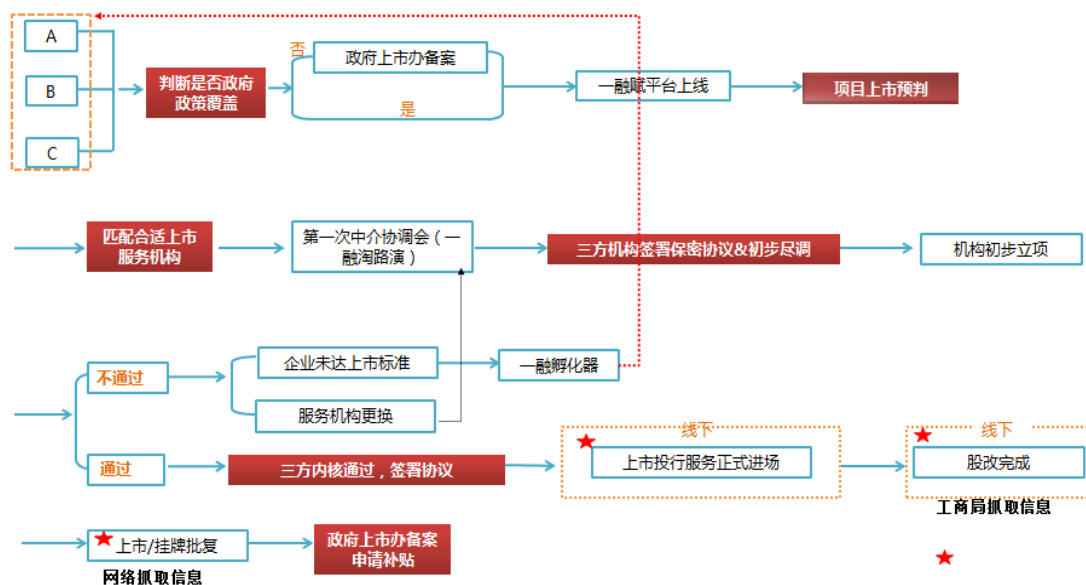 A
B
C
判断是否政府
政策覆盖
否
政府上市办备案
是
一融赋平台上线
项目上市预判
匹配合适上市
服务机构
第一次中介协调会（一
融淘路演）
三方机构签署保密协议&初步尽调
机构初步立项
不通过
企业未达上市标准
一融孵化器
服务机构更换
通过
三方内核通过，签署协议
线下
上市投行服务正式进场
线下
股改完成
工商局抓取信息
上市/挂牌批复
网络抓取信息
政府上市办备案
申请补贴